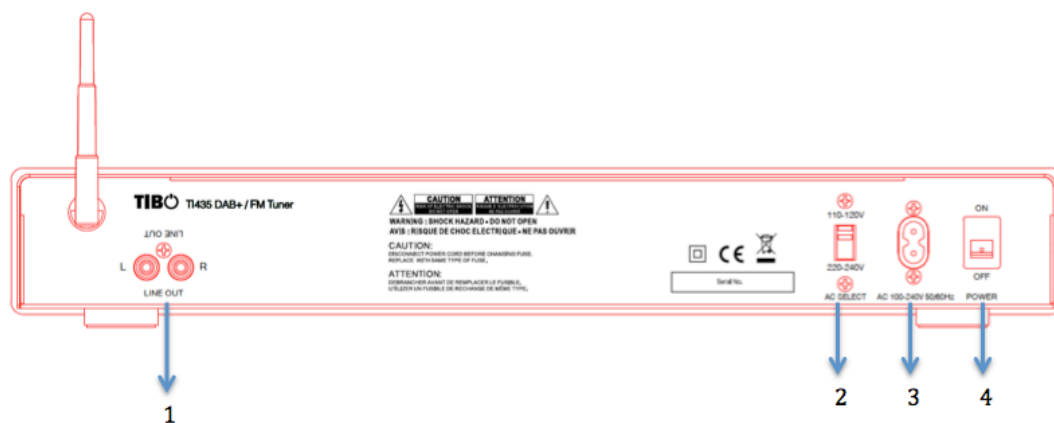 TIBO TI435 DAB+ / FM Tuner
LINE OUT
L R
LINE OUT
CAUTION ATTENTION
WARNING : SHOCK HAZARD - DO NOT OPEN
AVIS : RISQUE DE CHOC ELECTRIQUE - NE PAS OUVRIR
CAUTION:
DISCONNECT POWER CORD BEFORE CHANGING FUSE.
REPLACE WITH SAME TYPE OF FUSE.
ATTENTION:
DEBRANCHER AVANT DE REMPLACER LE FUSIBLE,
UTILIZER UN FUSIBLE DE RECHANGE DE MÊME TYPE.
CE
Serial No.
110-120V
220-240V
AC SELECT
AC 100-240V 50/60Hz
ON
OFF
POWER
1
2
3
4